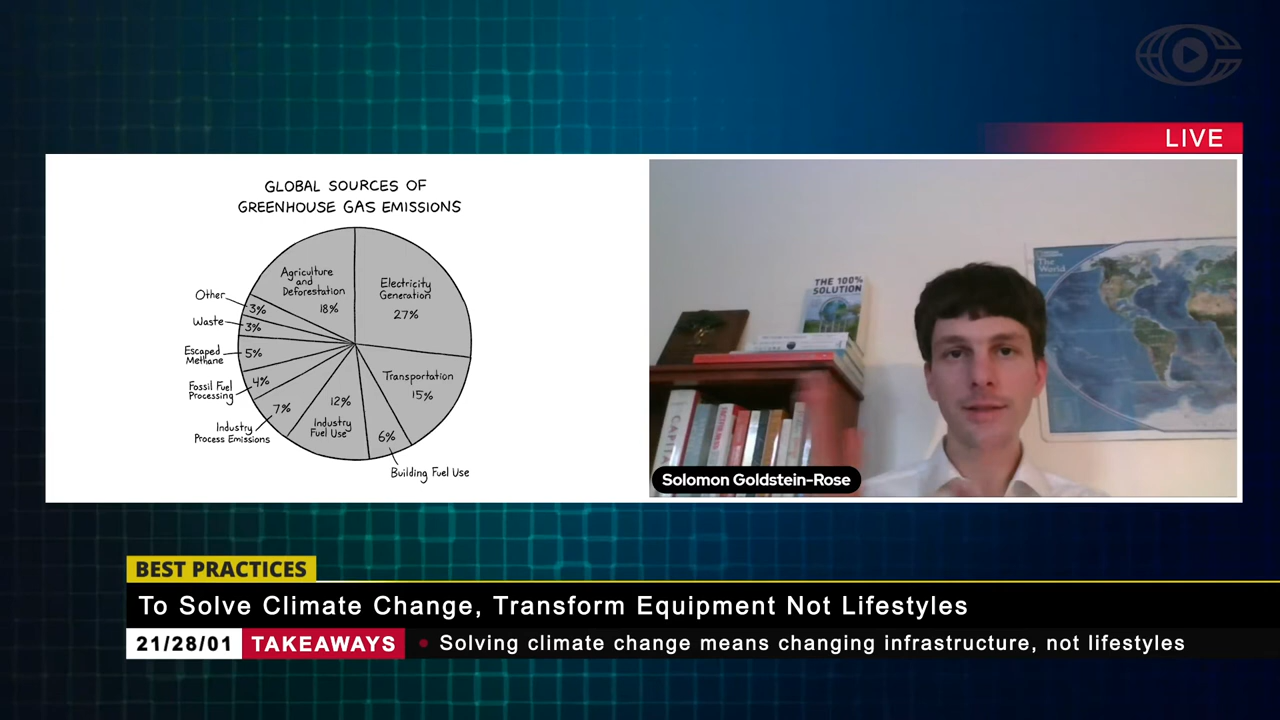 LIVE
GLOBAL SOURCES OF
GREENHOUSE GAS EMISSIONS
Agriculture
and
Deforestation
18%
Electricity
Generation
27%
Other
3%
Waste
3%
Escaped
Methane
5%
Fossil Fuel
Processing
4%
Industry
Process Emissions
7%
Industry
Fuel Use
12%
6%
Building Fuel Use
Transportation
15%
The
World
THE 100%
SOLUTION
CAPITA
Solomon Goldstein-Rose
BEST PRACTICES
To Solve Climate Change, Transform Equipment Not Lifestyles
21/28/01 TAKEAWAYS • Solving climate change means changing infrastructure, not lifestyles